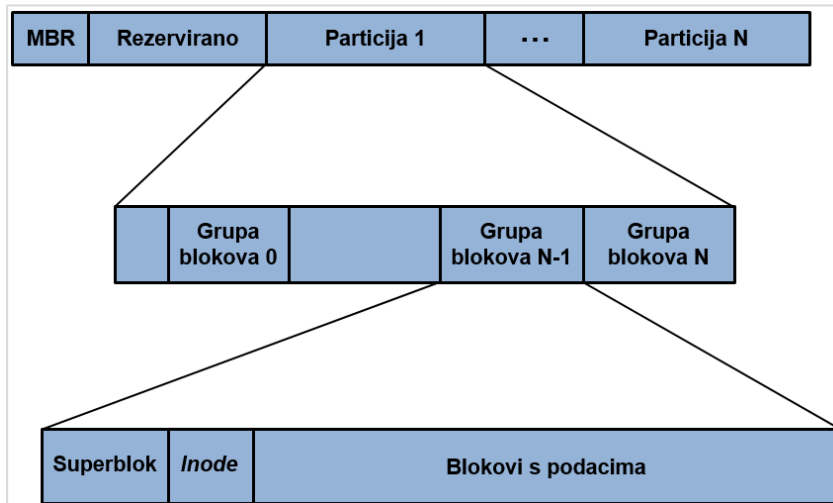 MBR
Rezervirano
Particija 1
...
Particija N
Grupa
blokova 0
Grupa
blokova N-1
Grupa
blokova N
Superblok
Inode
Blokovi s podacima